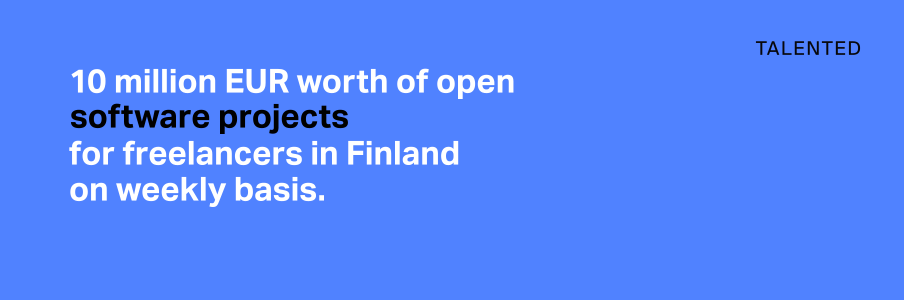 TALENTED
10 million EUR worth of open
software projects
for freelancers in Finland
on weekly basis.